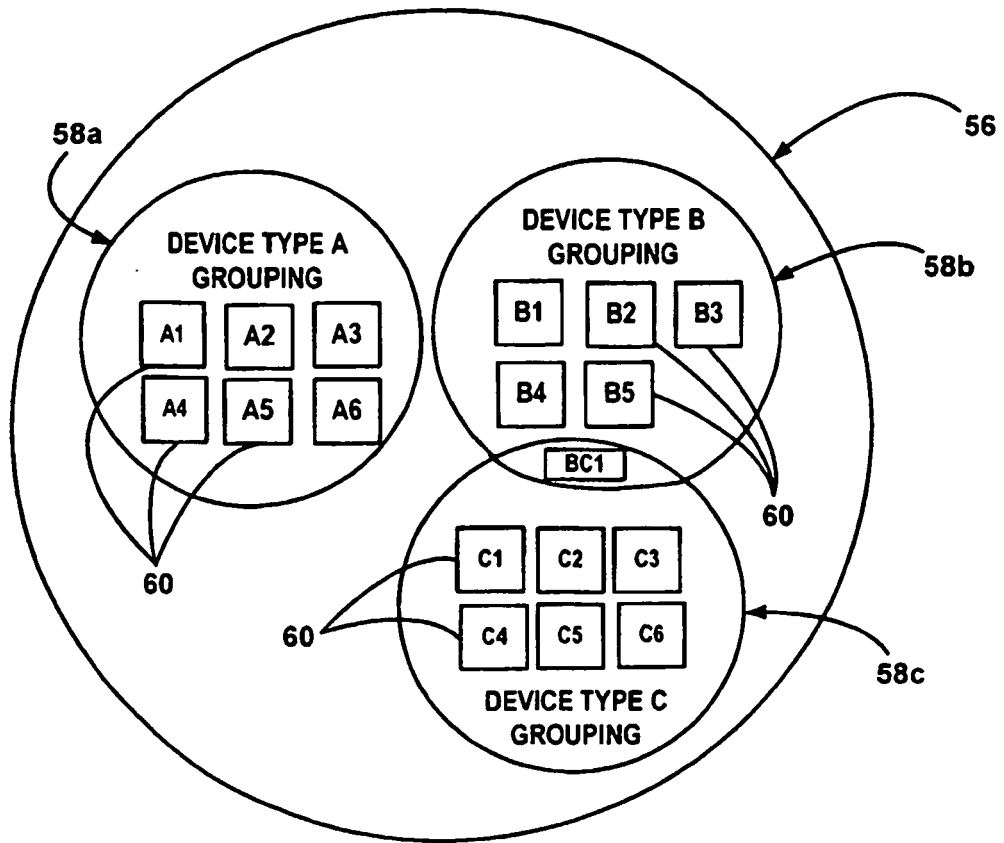 56
58a
DEVICE TYPE A
GROUPING
A1 A2 A3
A4 A5 A6
60
DEVICE TYPE B
GROUPING
58b
B1 B2 B3
B4 B5
BC1
60
C1 C2 C3
C4 C5 C6
60
DEVICE TYPE C
GROUPING
58c